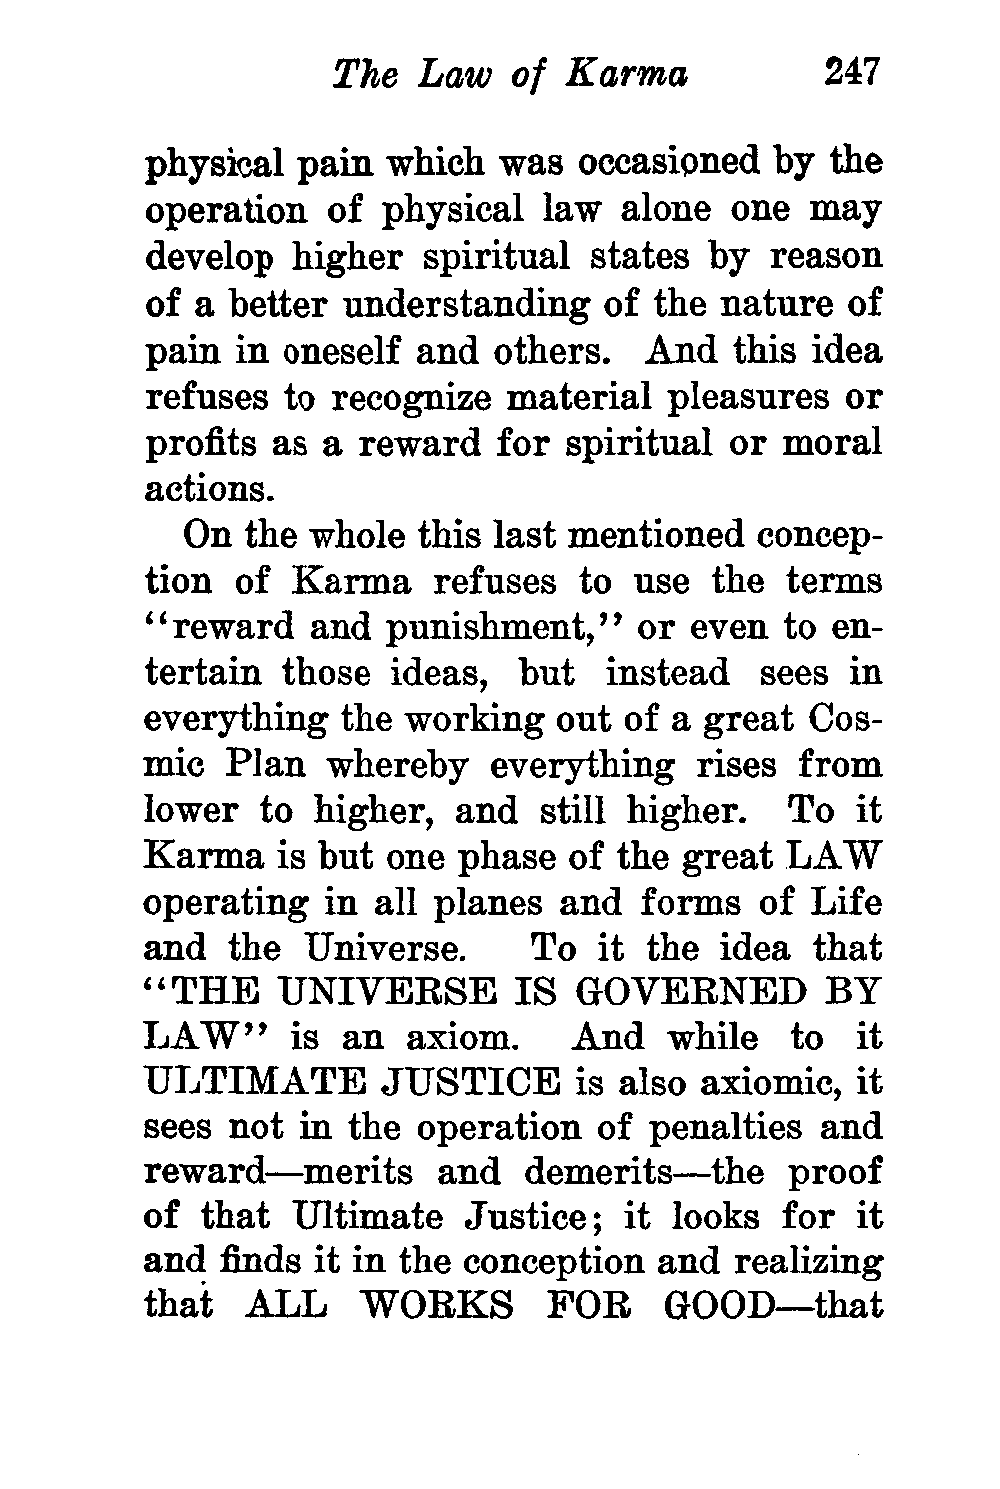 The Law of Karma 247
physical pain which was occasioned by the
operation of physical law alone one may
develop higher spiritual states by reason
of a better understanding of the nature of
pain in oneself and others. And this idea
refuses to recognize material pleasures or
profits as a reward for spiritual or moral
actions.
On the whole this last mentioned concep-
tion of Karma refuses to use the terms
“reward and punishment,” or even to en-
tertain those ideas, but instead sees in
everything the working out of a great Cos-
mic Plan whereby everything rises from
lower to higher, and still higher. To it
Karma is but one phase of the great LAW
operating in all planes and forms of Life
and the Universe. To it the idea that
“THE UNIVERSE IS GOVERNED BY
LAW” is an axiom. And while to it
ULTIMATE JUSTICE is also axiomic, it
sees not in the operation of penalties and
reward—merits and demerits—the proof
of that Ultimate Justice; it looks for it
and finds it in the conception and realizing
that ALL WORKS FOR GOOD—that